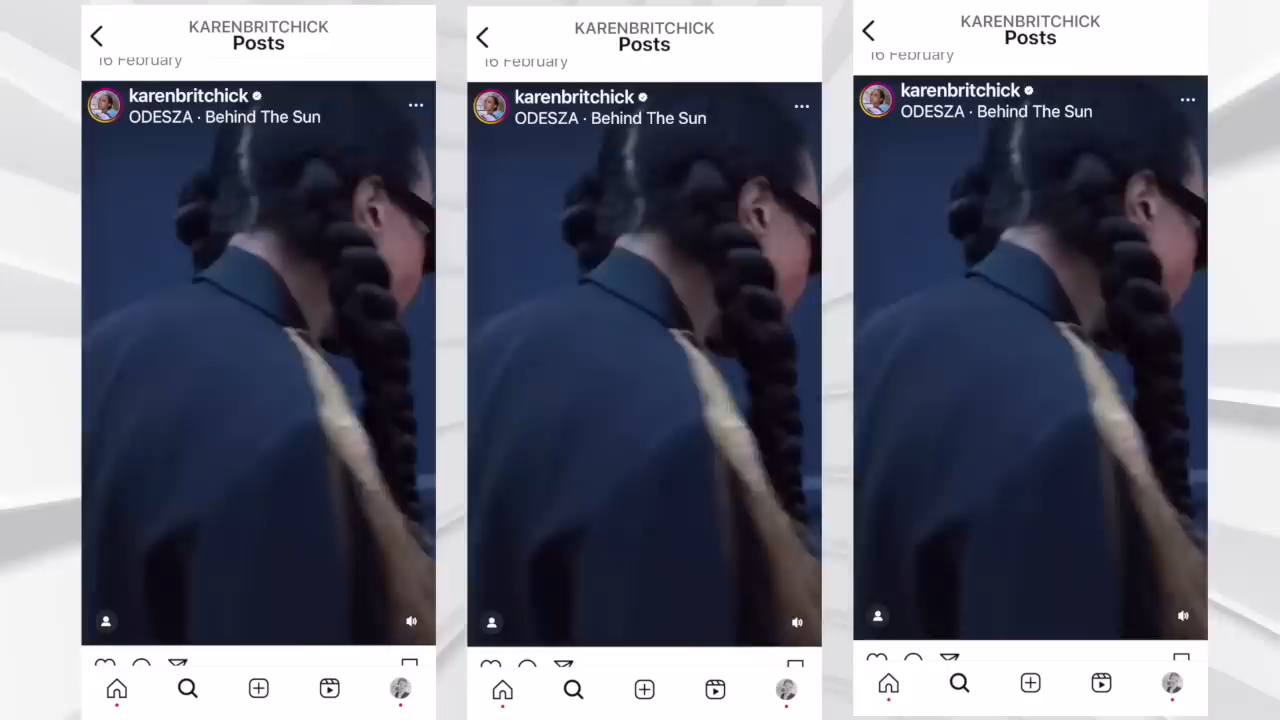 KARENBRITCHICK
Posts
16 February
karenbritchick
ODESZA · Behind The Sun
KARENBRITCHICK
Posts
16 February
karenbritchick
ODESZA · Behind The Sun
KARENBRITCHICK
Posts
16 February
karenbritchick
ODESZA · Behind The Sun